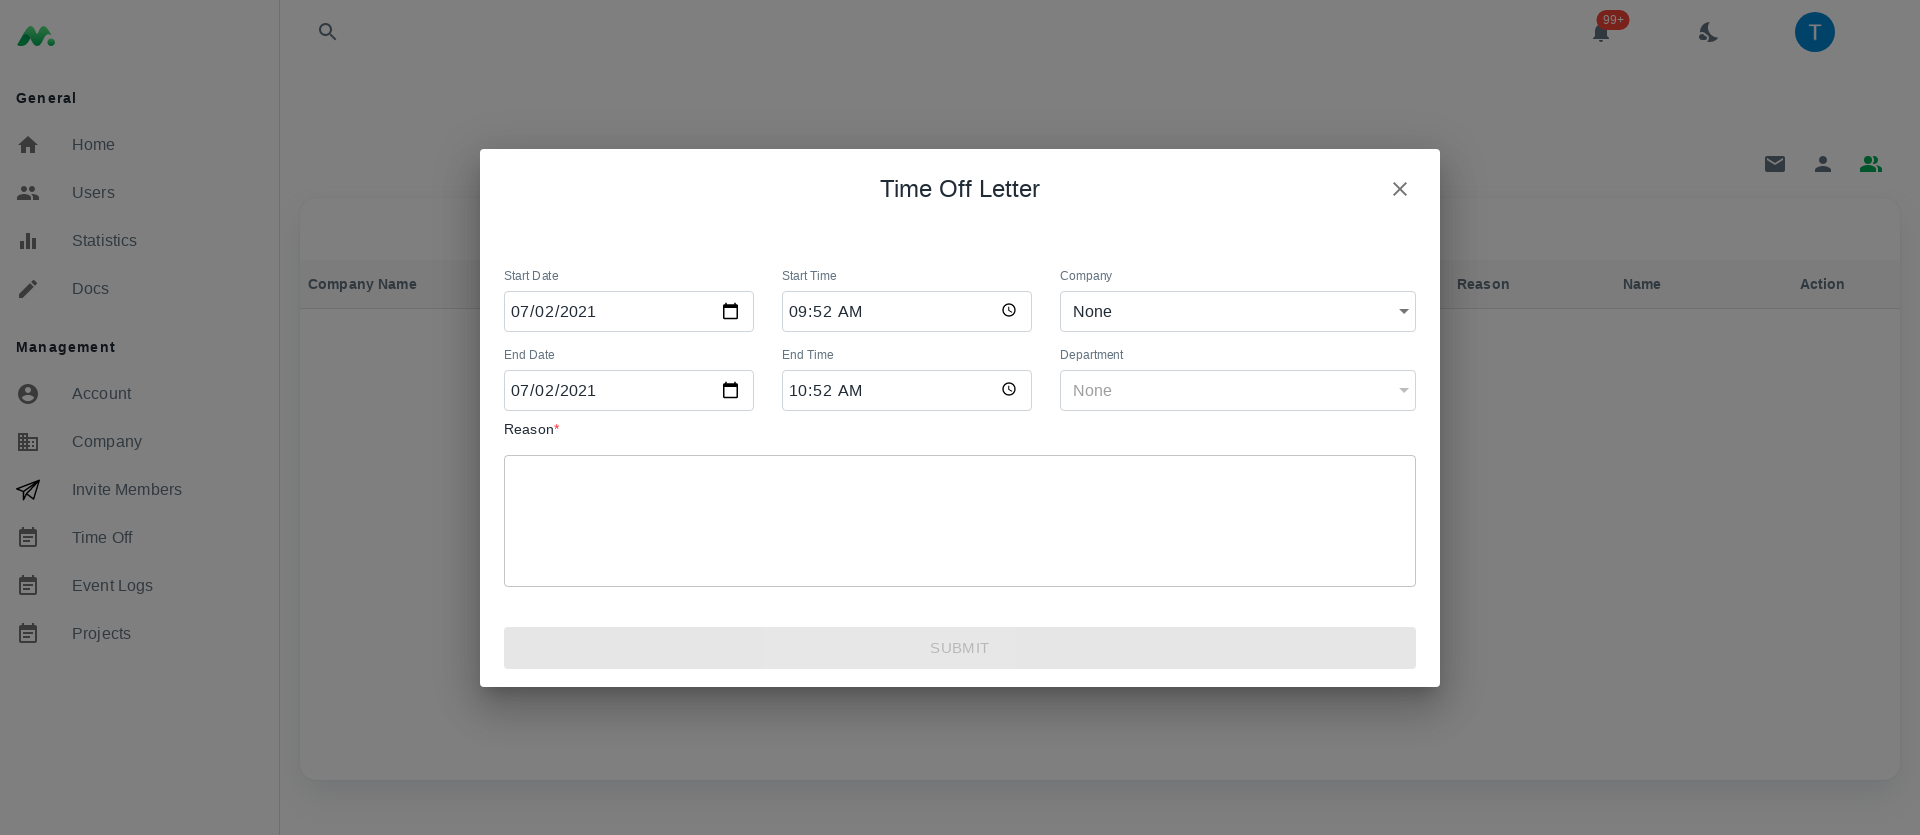 99+
T
General
Home
Users
Statistics
Docs
Management
Account
Company
Invite Members
Time Off
Event Logs
Projects
Company Name
Reason
Name
Action
Time Off Letter
Start Date
Start Time
Company
07/02/2021
09:52 AM
None
End Date
End Time
Department
07/02/2021
10:52 AM
None
Reason*
SUBMIT